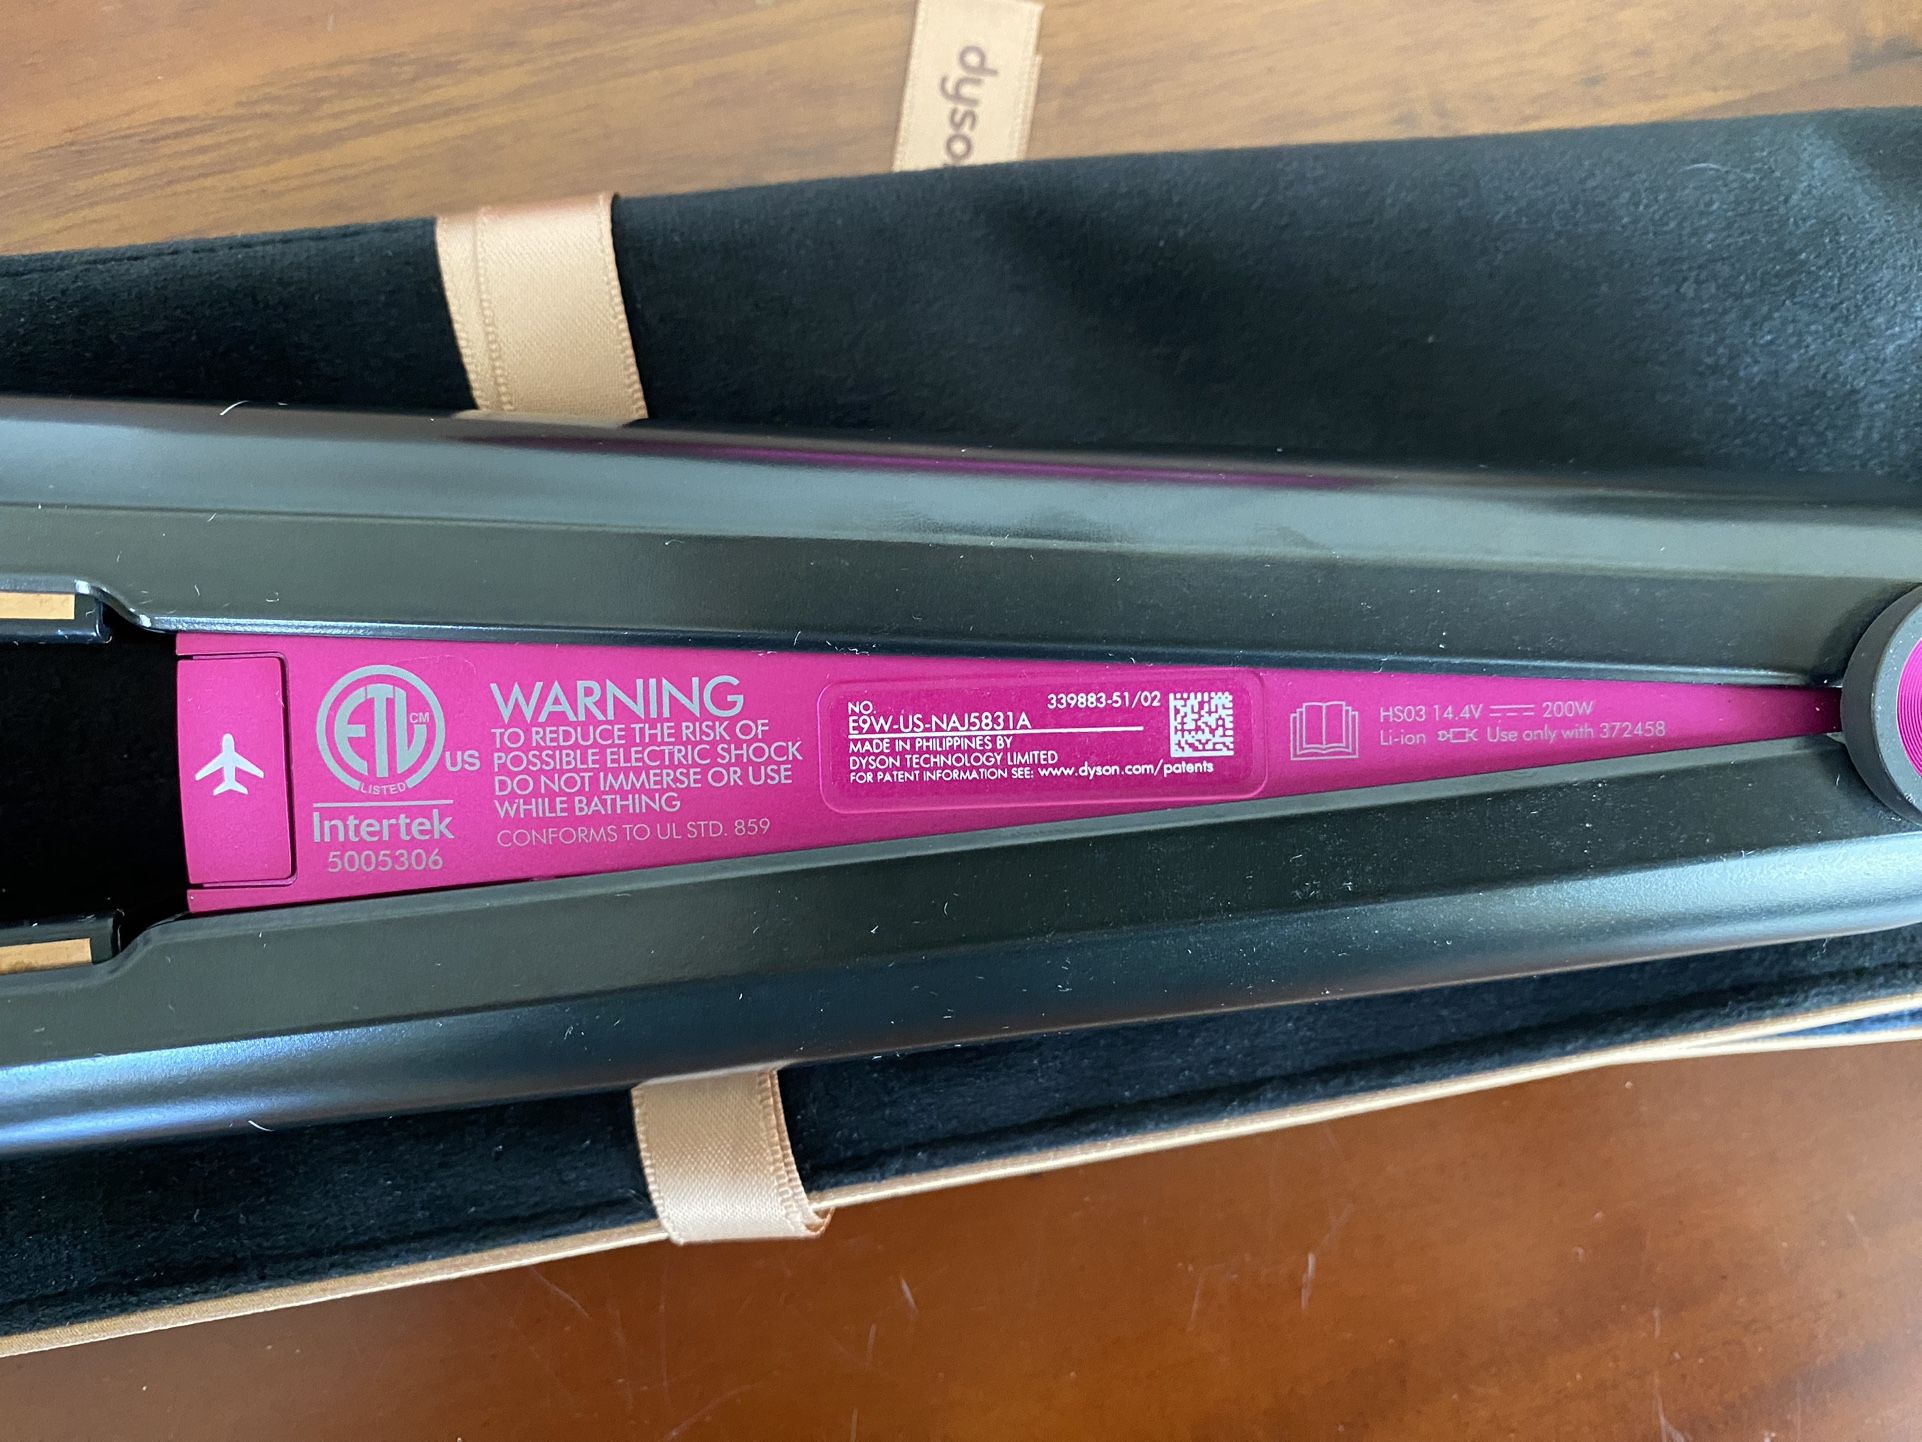 dyso
ETL
CM
US
LISTED
Intertek
5005306
WARNING
TO REDUCE THE RISK OF
POSSIBLE ELECTRIC SHOCK
DO NOT IMMERSE OR USE
WHILE BATHING
CONFORMS TO UL STD. 859
NO. 339883-51/02
E9W-US-NAJ5831A
MADE IN PHILIPPINES BY
DYSON TECHNOLOGY LIMITED
FOR PATENT INFORMATION SEE: www.dyson.com/patents
HS03 14.4V ⎓ 200W
Li-ion Use only with 372458